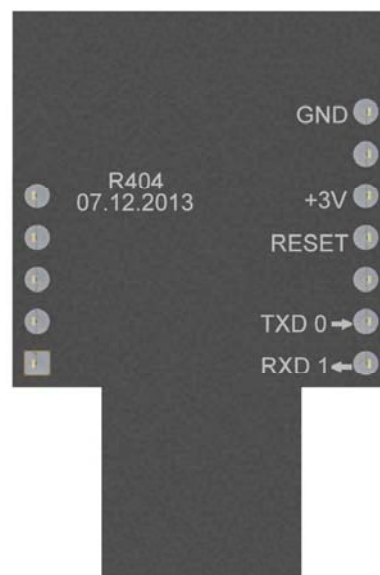 GND
R404
07.12.2013
+3V
RESET
TXD 0 →
RXD 1 ←